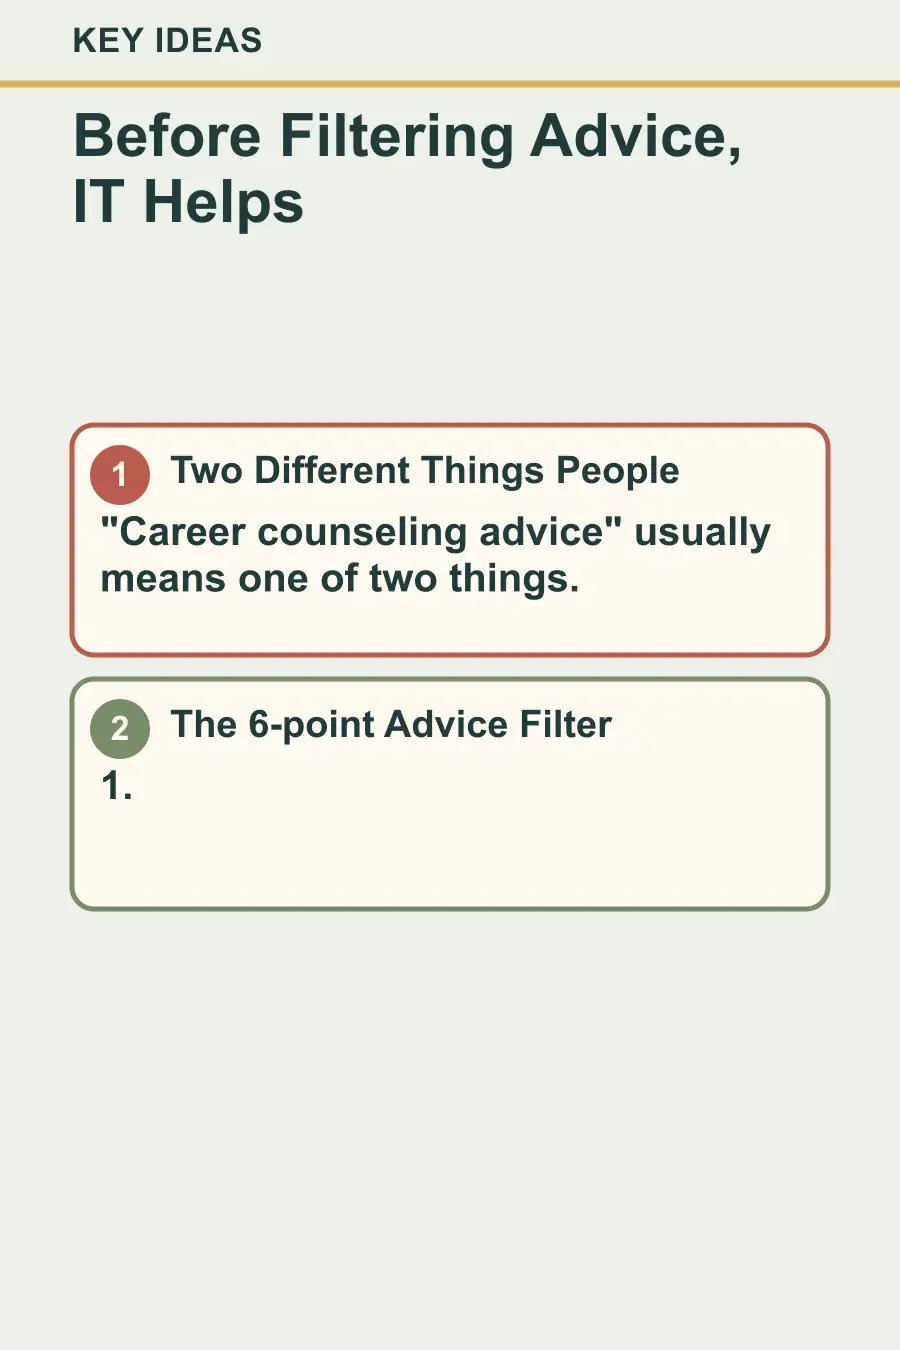 KEY IDEAS
Before Filtering Advice,
IT Helps
1 Two Different Things People
"Career counseling advice" usually
means one of two things.
2 The 6-point Advice Filter
1.